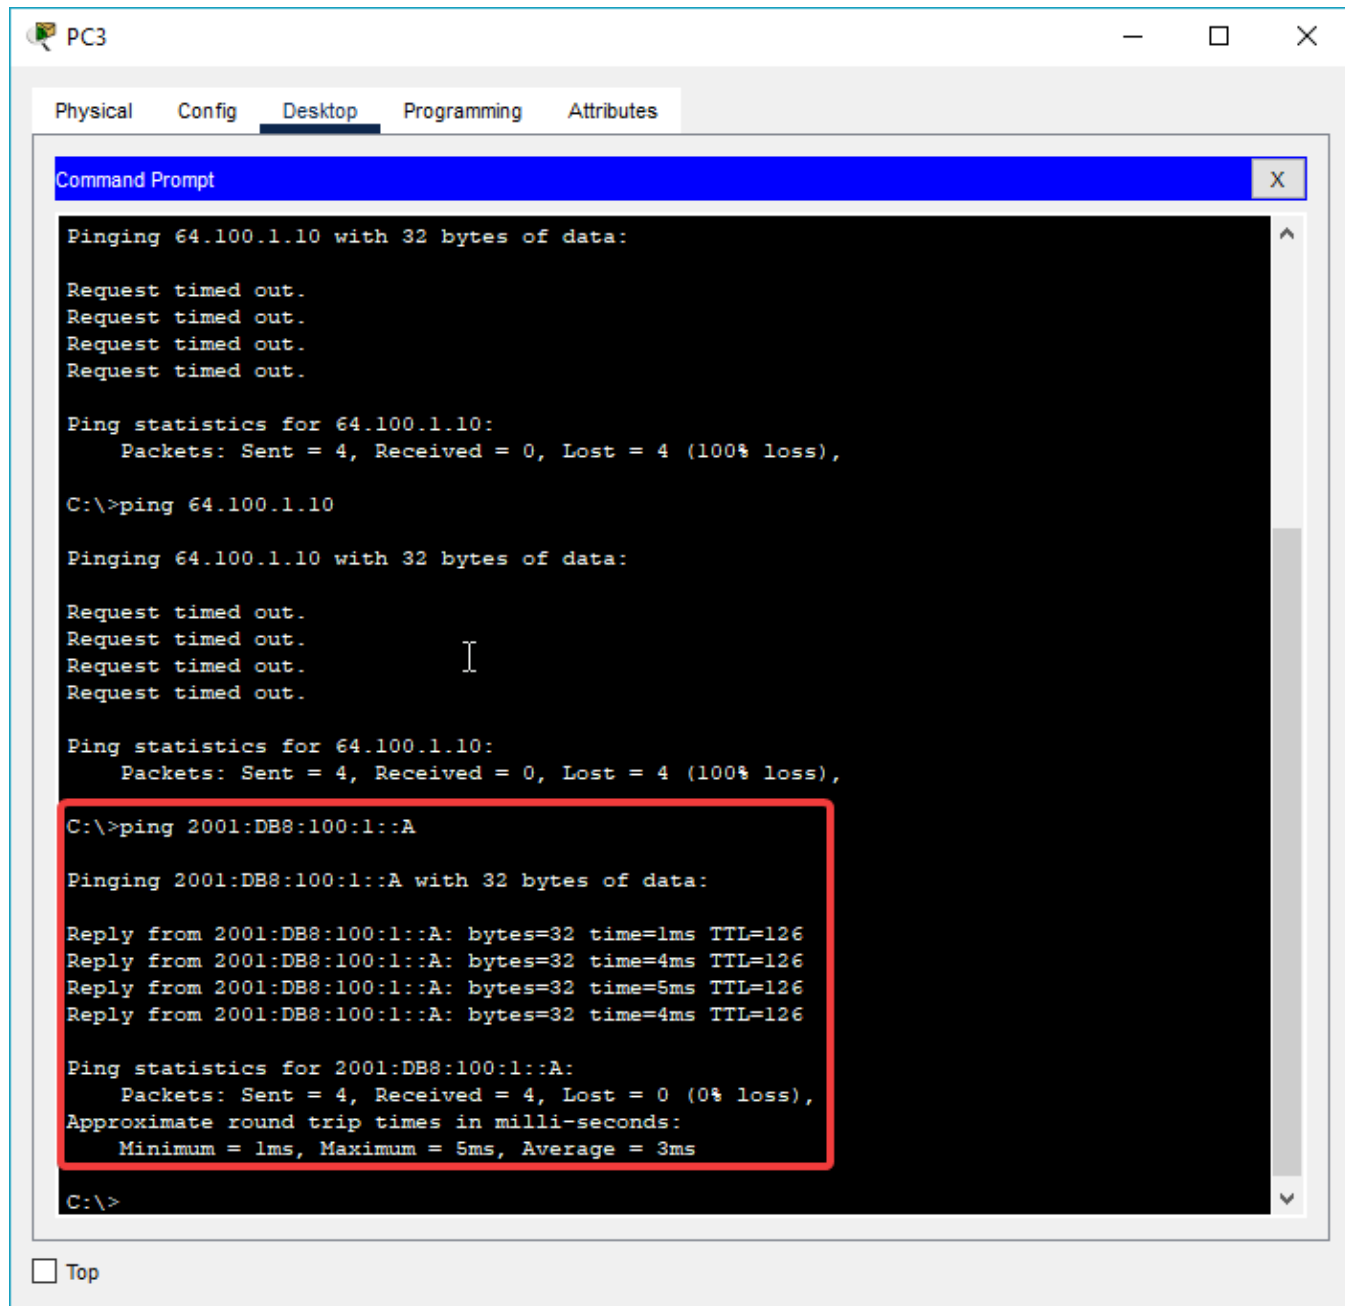 PC3
Physical Config Desktop Programming Attributes
Command Prompt X
Pinging 64.100.1.10 with 32 bytes of data:
Request timed out.
Request timed out.
Request timed out.
Request timed out.
Ping statistics for 64.100.1.10:
Packets: Sent = 4, Received = 0, Lost = 4 (100% loss),
C:\>ping 64.100.1.10
Pinging 64.100.1.10 with 32 bytes of data:
Request timed out.
Request timed out.
Request timed out.
Request timed out.
Ping statistics for 64.100.1.10:
Packets: Sent = 4, Received = 0, Lost = 4 (100% loss),
C:\>ping 2001:DB8:100:1::A
Pinging 2001:DB8:100:1::A with 32 bytes of data:
Reply from 2001:DB8:100:1::A: bytes=32 time=1ms TTL=126
Reply from 2001:DB8:100:1::A: bytes=32 time=4ms TTL=126
Reply from 2001:DB8:100:1::A: bytes=32 time=5ms TTL=126
Reply from 2001:DB8:100:1::A: bytes=32 time=4ms TTL=126
Ping statistics for 2001:DB8:100:1::A:
Packets: Sent = 4, Received = 4, Lost = 0 (0% loss),
Approximate round trip times in milli-seconds:
Minimum = 1ms, Maximum = 5ms, Average = 3ms
C:\>
Top